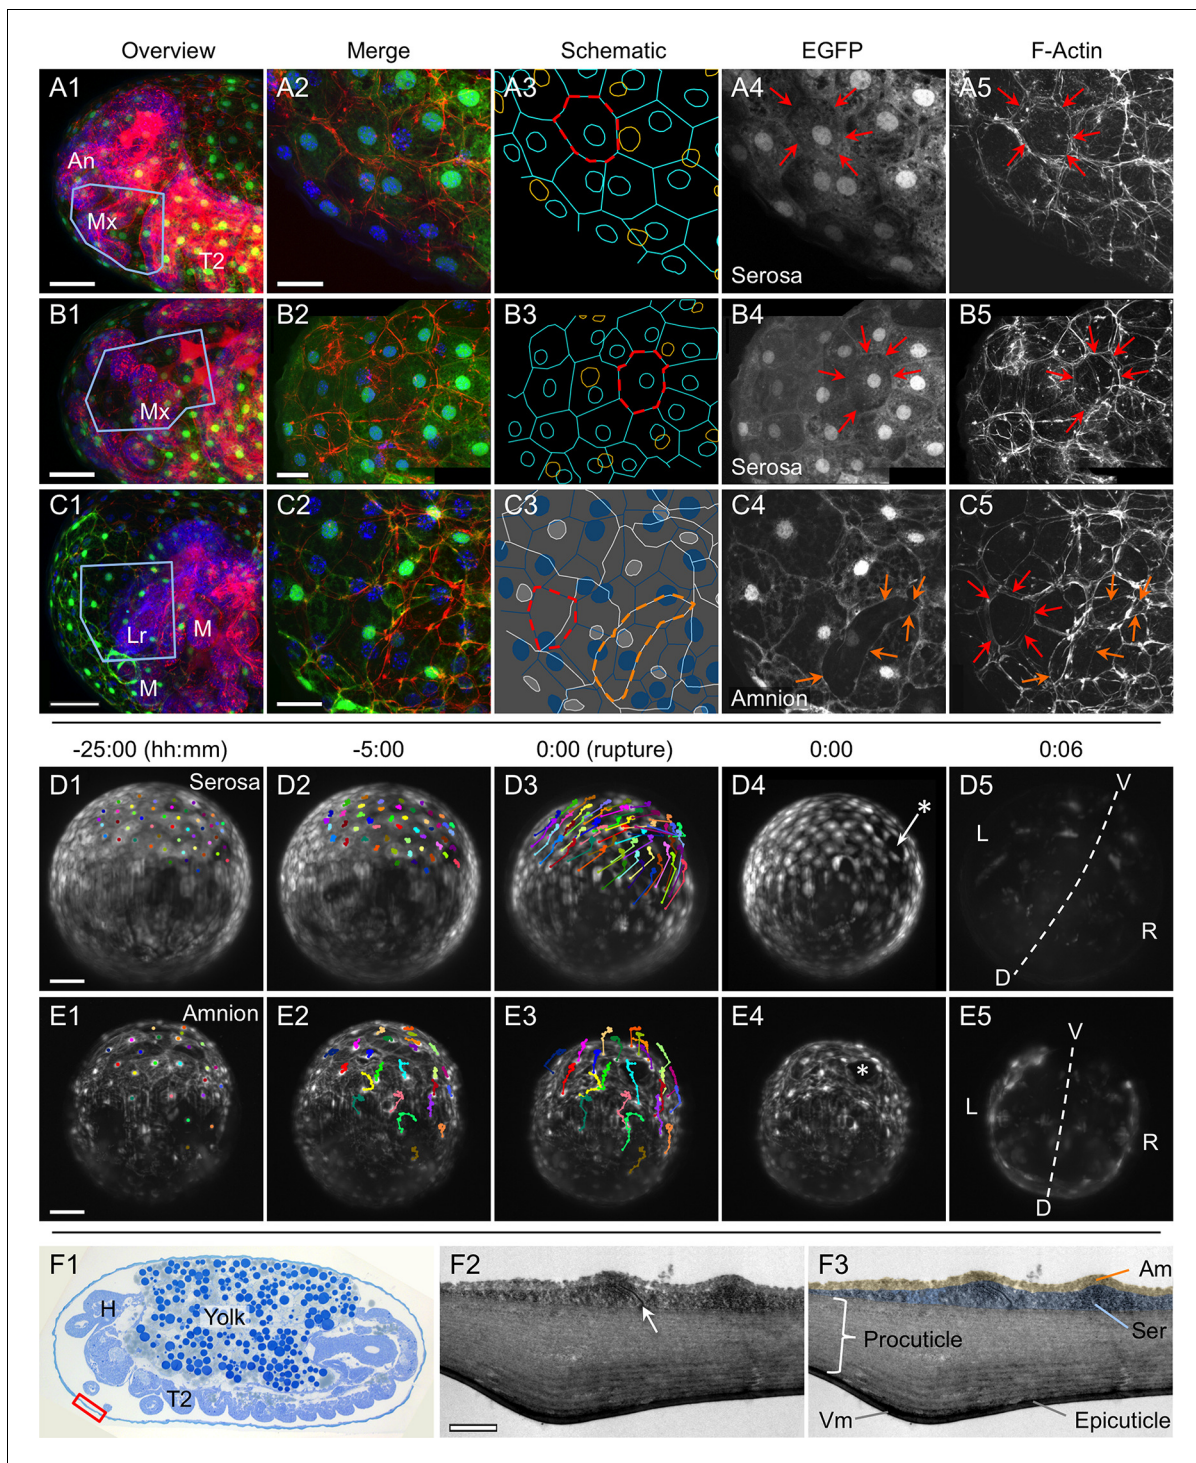 Overview Merge Schematic EGFP F-Actin
A1 A2 A3 A4 A5
An
Mx
T2
Serosa
B1 B2 B3 B4 B5
Mx
Serosa
C1 C2 C3 C4 C5
Lr M
M
Amnion
-25:00 (hh:mm) -5:00 0:00 (rupture) 0:00 0:06
D1 Serosa D2 D3 D4 * D5 V
L
R
D
E1 Amnion E2 E3 E4 * E5 V
L
R
D
F1 F2 F3
H
Yolk
T2
Am
Ser
Procuticle
Vm
Epicuticle